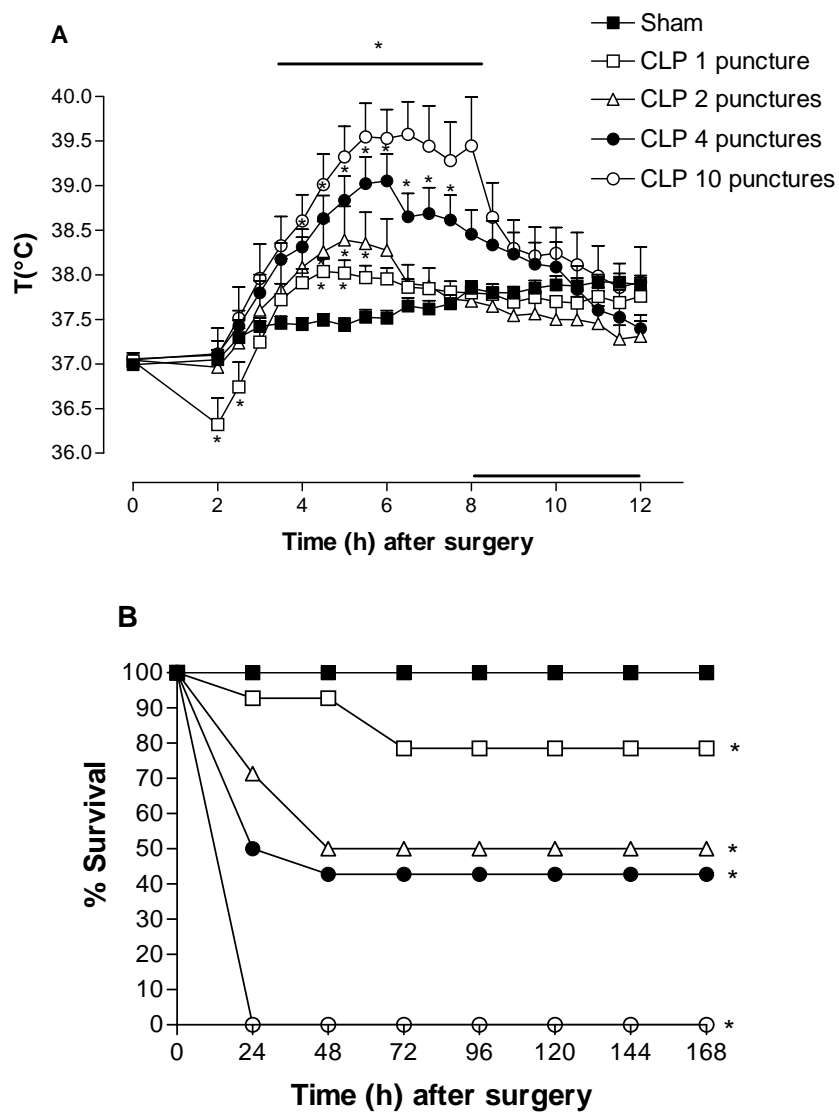 A
*
Sham
CLP 1 puncture
CLP 2 punctures
CLP 4 punctures
CLP 10 punctures
40.0
39.5
39.0
38.5
38.0
37.5
37.0
36.5
36.0
T(°C)
* * * * * * * *
* * *
* *
* *
0 2 4 6 8 10 12
Time (h) after surgery
B
100
90
80
70
60
50
40
30
20
10
0
% Survival
*
*
*
*
0 24 48 72 96 120 144 168
Time (h) after surgery